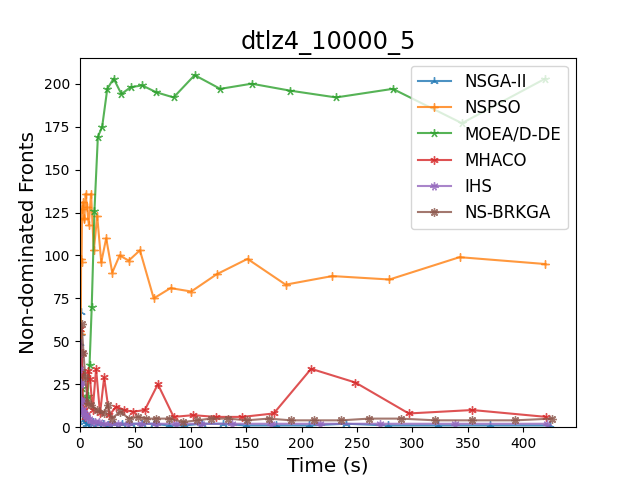 dtlz4_10000_5
Non-dominated Fronts
200
175
150
125
100
75
50
25
0
NSGA-II
NSPSO
MOEA/D-DE
MHACO
IHS
NS-BRKGA
0 50 100 150 200 250 300 350 400
Time (s)